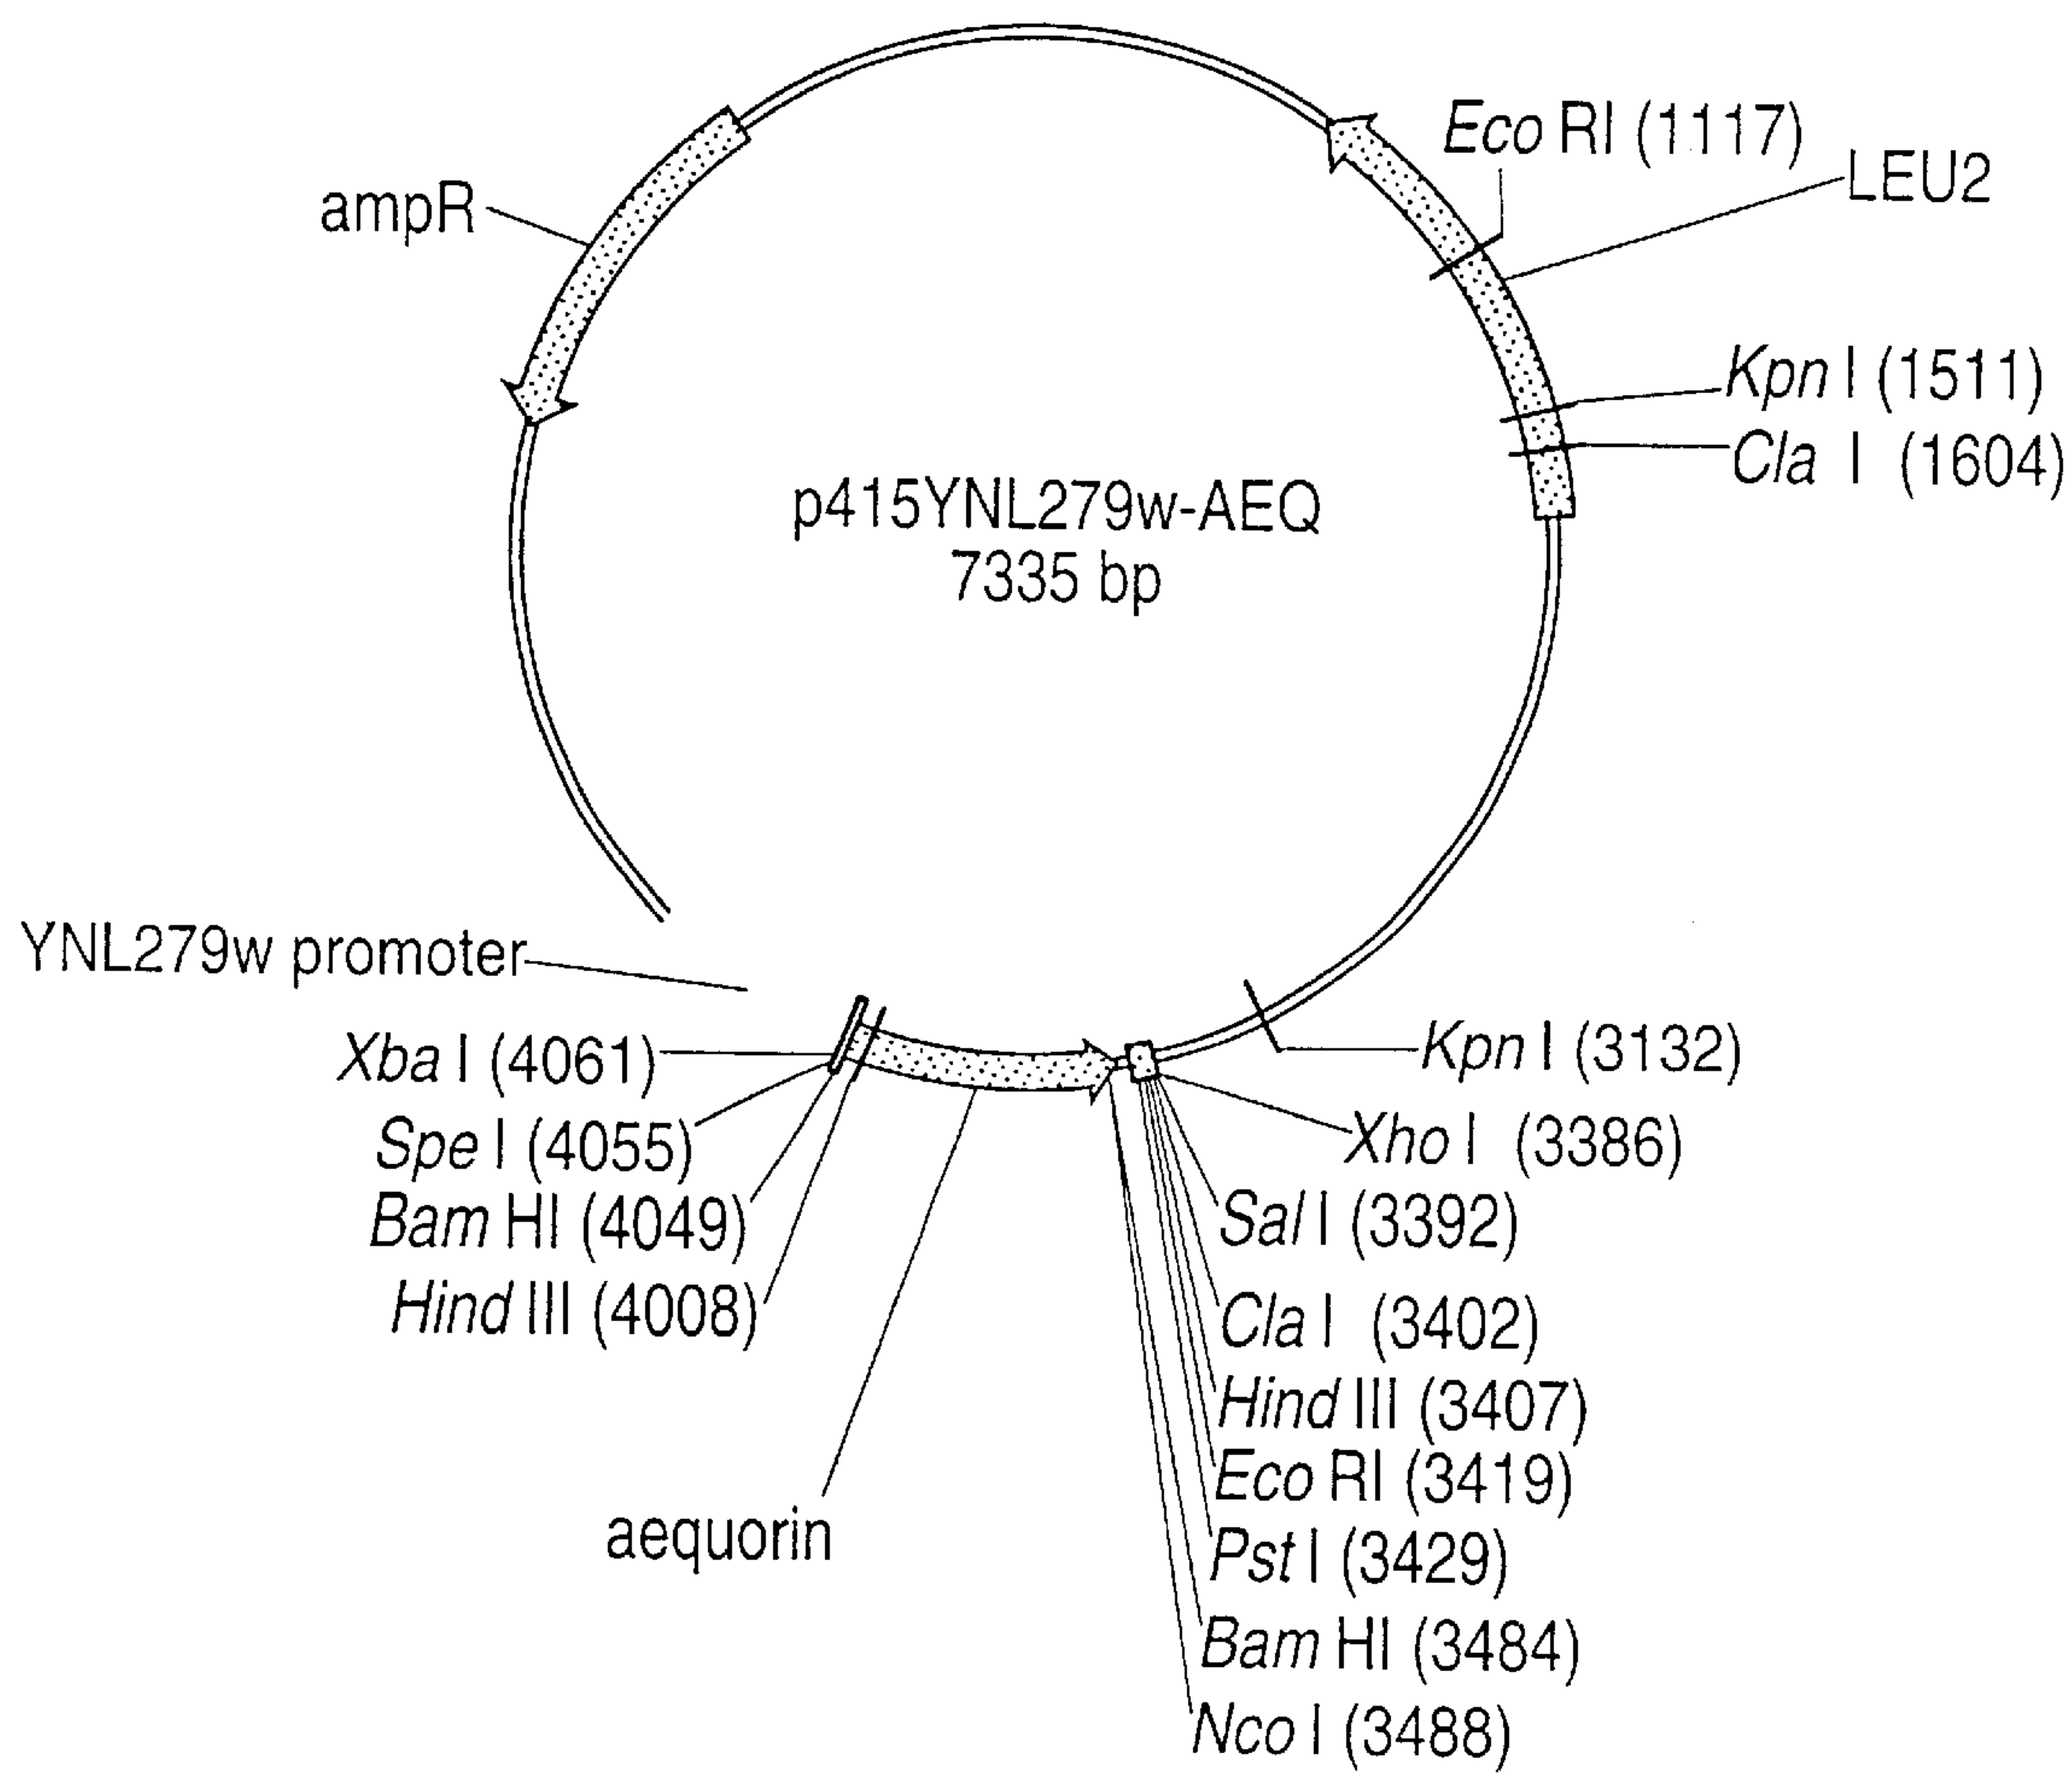 Eco RI (1117)
LEU2
ampR
Kpn I (1511)
Cla I (1604)
p415YNL279w-AEQ
7335 bp
YNL279w promoter
Xba I (4061)
Kpn I (3132)
Spe I (4055)
Xho I (3386)
Bam HI (4049)
Sal I (3392)
Hind III (4008)
Cla I (3402)
Hind III (3407)
Eco RI (3419)
aequorin
Pst I (3429)
Bam HI (3484)
Nco I (3488)